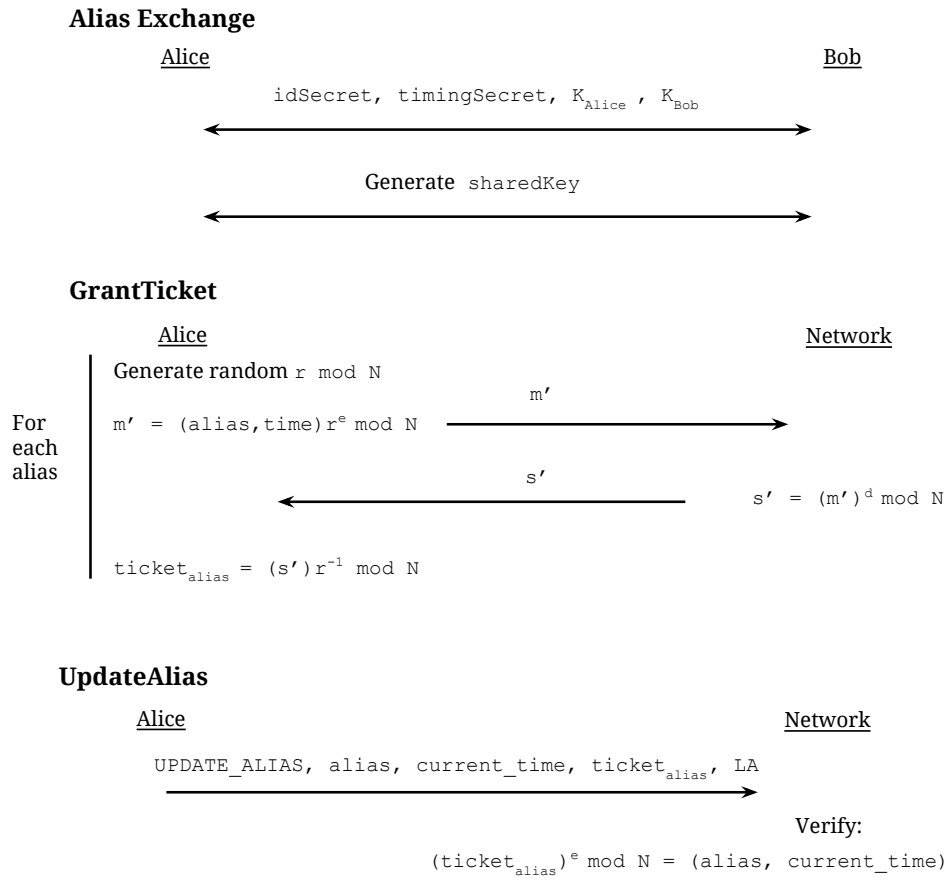 Alias Exchange
Alice Bob
idSecret, timingSecret, K_Alice , K_Bob
Generate sharedKey
GrantTicket
Alice Network
Generate random r mod N
m′
For each alias
m′ = (alias,time)r^e mod N
s′
s′ = (m′)^d mod N
ticket_alias = (s′)r^-1 mod N
UpdateAlias
Alice Network
UPDATE_ALIAS, alias, current_time, ticket_alias, LA
Verify:
(ticket_alias)^e mod N = (alias, current_time)